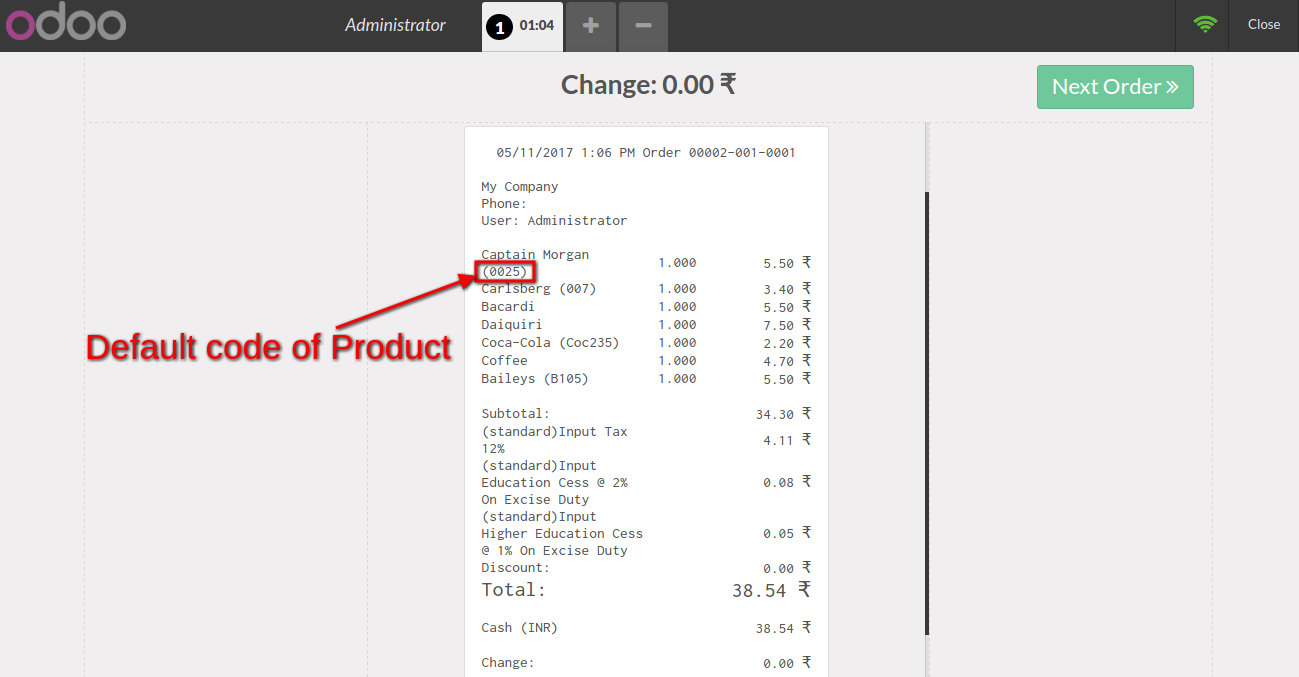 odoo
Administrator
1 01:04
Close
Change: 0.00 ₹
Next Order »
05/11/2017 1:06 PM Order 00002-001-0001
My Company
Phone:
User: Administrator
Captain Morgan
(0025) 1.000 5.50 ₹
Carlsberg (007) 1.000 3.40 ₹
Bacardi 1.000 5.50 ₹
Daiquiri 1.000 7.50 ₹
Coca-Cola (Coc235) 1.000 2.20 ₹
Coffee 1.000 4.70 ₹
Baileys (B105) 1.000 5.50 ₹
Default code of Product
Subtotal: 34.30 ₹
(standard)Input Tax
12% 4.11 ₹
(standard)Input
Education Cess @ 2% 0.08 ₹
On Excise Duty
(standard)Input
Higher Education Cess 0.05 ₹
@ 1% On Excise Duty
Discount: 0.00 ₹
Total: 38.54 ₹
Cash (INR) 38.54 ₹
Change: 0.00 ₹